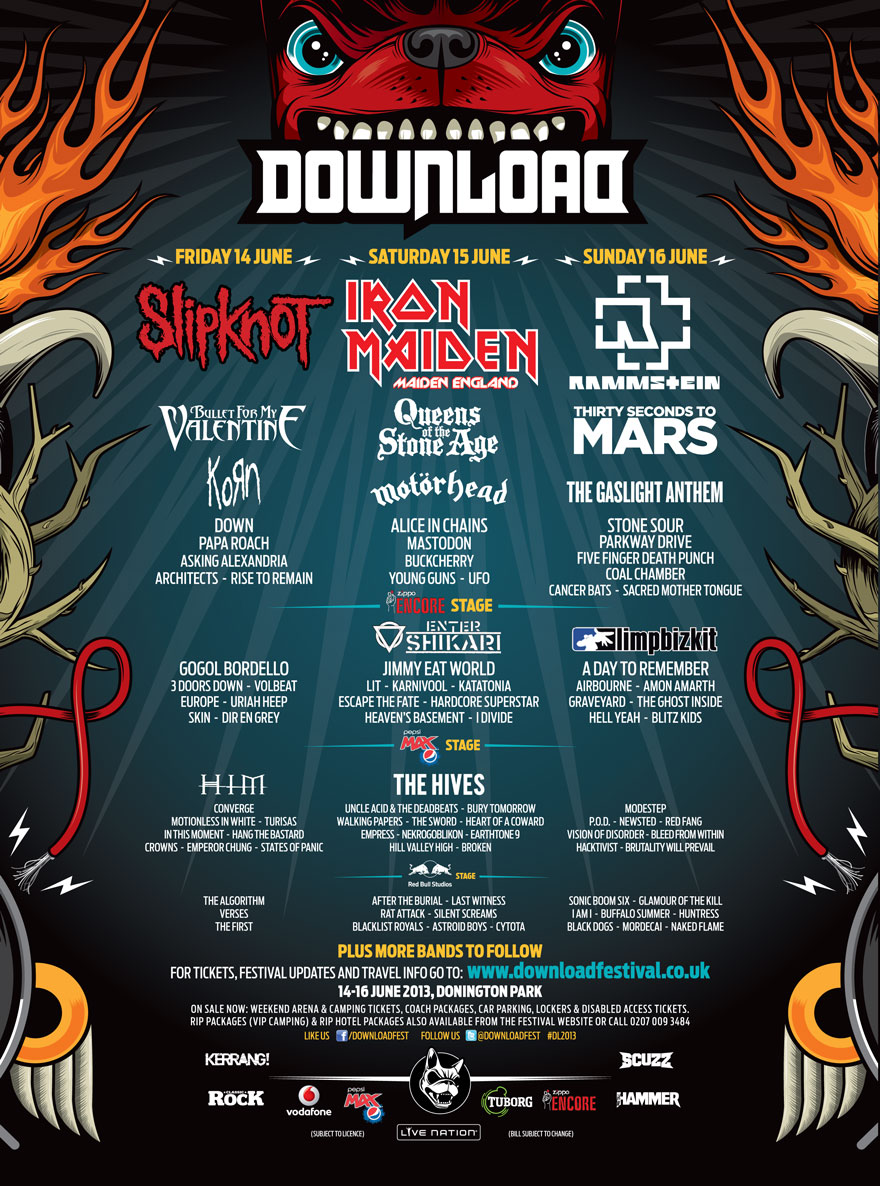 DOWNLOAD
FRIDAY 14 JUNE
SATURDAY 15 JUNE
SUNDAY 16 JUNE
SLIPKNOT
IRON
MAIDEN
MAIDEN ENGLAND
RAMMSTEIN
BULLET FOR MY
VALENTINE
Queens
of the
Stone Age
THIRTY SECONDS TO
MARS
KoRn
motörhead
THE GASLIGHT ANTHEM
DOWN
PAPA ROACH
ASKING ALEXANDRIA
ARCHITECTS - RISE TO REMAIN
ALICE IN CHAINS
MASTODON
BUCKCHERRY
YOUNG GUNS - UFO
STONE SOUR
PARKWAY DRIVE
FIVE FINGER DEATH PUNCH
COAL CHAMBER
CANCER BATS - SACRED MOTHER TONGUE
zippo
ENCORE STAGE
ENTER
SHIKARI
limpbizkit
GOGOL BORDELLO
3 DOORS DOWN - VOLBEAT
EUROPE - URIAH HEEP
SKIN - DIR EN GREY
JIMMY EAT WORLD
LIT - KARNIVOOL - KATATONIA
ESCAPE THE FATE - HARDCORE SUPERSTAR
HEAVEN'S BASEMENT - I DIVIDE
A DAY TO REMEMBER
AIRBOURNE - AMON AMARTH
GRAVEYARD - THE GHOST INSIDE
HELL YEAH - BLITZ KIDS
pepsi
MAX STAGE
HIM
THE HIVES
CONVERGE
MOTIONLESS IN WHITE - TURISAS
IN THIS MOMENT - HANG THE BASTARD
CROWNS - EMPEROR CHUNG - STATES OF PANIC
UNCLE ACID & THE DEADBEATS - BURY TOMORROW
WALKING PAPERS - THE SWORD - HEART OF A COWARD
EMPRESS - NEKROGOBLIKON - EARTHTONE 9
HILL VALLEY HIGH - BROKEN
MODESTEP
P.O.D. - NEWSTED - RED FANG
VISION OF DISORDER - BLEED FROM WITHIN
HACKTIVIST - BRUTALITY WILL PREVAIL
Red Bull Studios
STAGE
THE ALGORITHM
VERSES
THE FIRST
AFTER THE BURIAL - LAST WITNESS
RAT ATTACK - SILENT SCREAMS
BLACKLIST ROYALS - ASTROID BOYS - CYTOTA
SONIC BOOM SIX - GLAMOUR OF THE KILL
I AM I - BUFFALO SUMMER - HUNTRESS
BLACK DOGS - MORDECAI - NAKED FLAME
PLUS MORE BANDS TO FOLLOW
FOR TICKETS, FESTIVAL UPDATES AND TRAVEL INFO GO TO: www.downloadfestival.co.uk
14-16 JUNE 2013, DONINGTON PARK
ON SALE NOW: WEEKEND ARENA & CAMPING TICKETS, COACH PACKAGES, CAR PARKING, LOCKERS & DISABLED ACCESS TICKETS.
RIP PACKAGES (VIP CAMPING) & RIP HOTEL PACKAGES ALSO AVAILABLE FROM THE FESTIVAL WEBSITE OR CALL 0207 009 3484
LIKE US f/DOWNLOADFEST FOLLOW US @DOWNLOADFEST #DL2013
KERRANG!
SCUZZ
CLASSIC
ROCK
vodafone
pepsi
MAX
TUBORG
zippo
ENCORE
HAMMER
(SUBJECT TO LICENCE)
LIVE NATION
(BILL SUBJECT TO CHANGE)